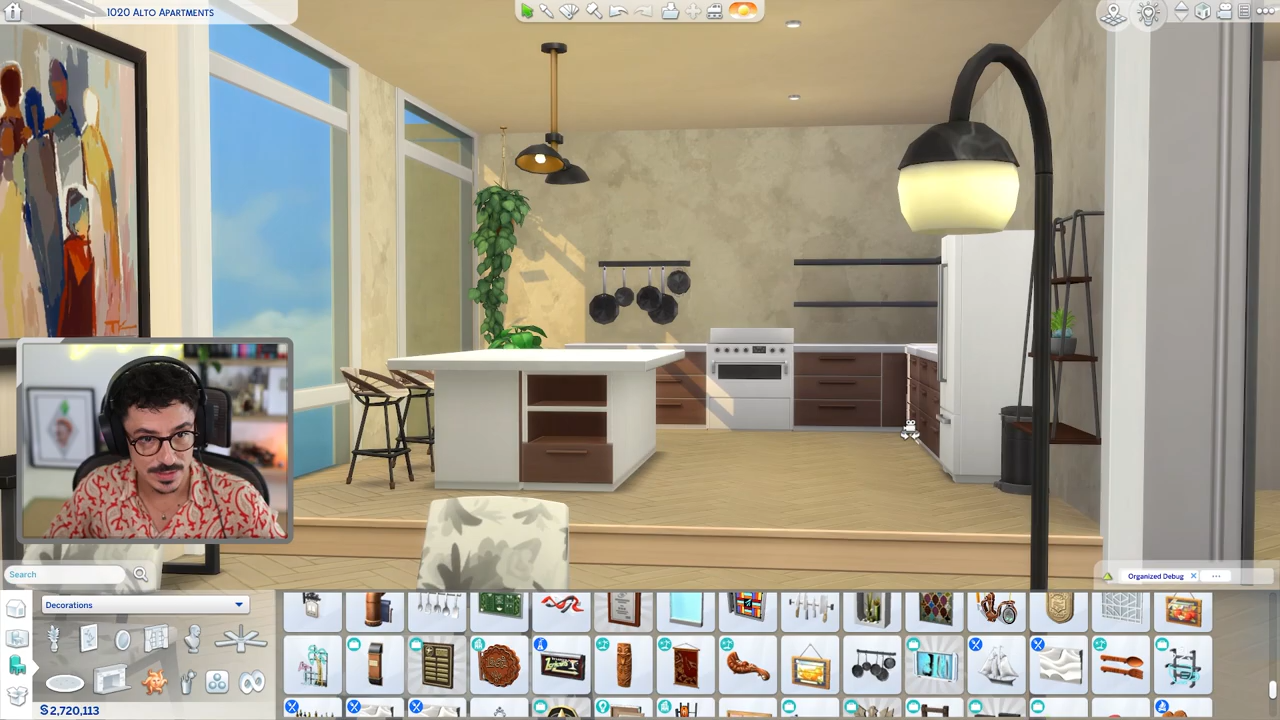 1020 Alto Apartments
Organized Debug
Search
Decorations
$2,720,113